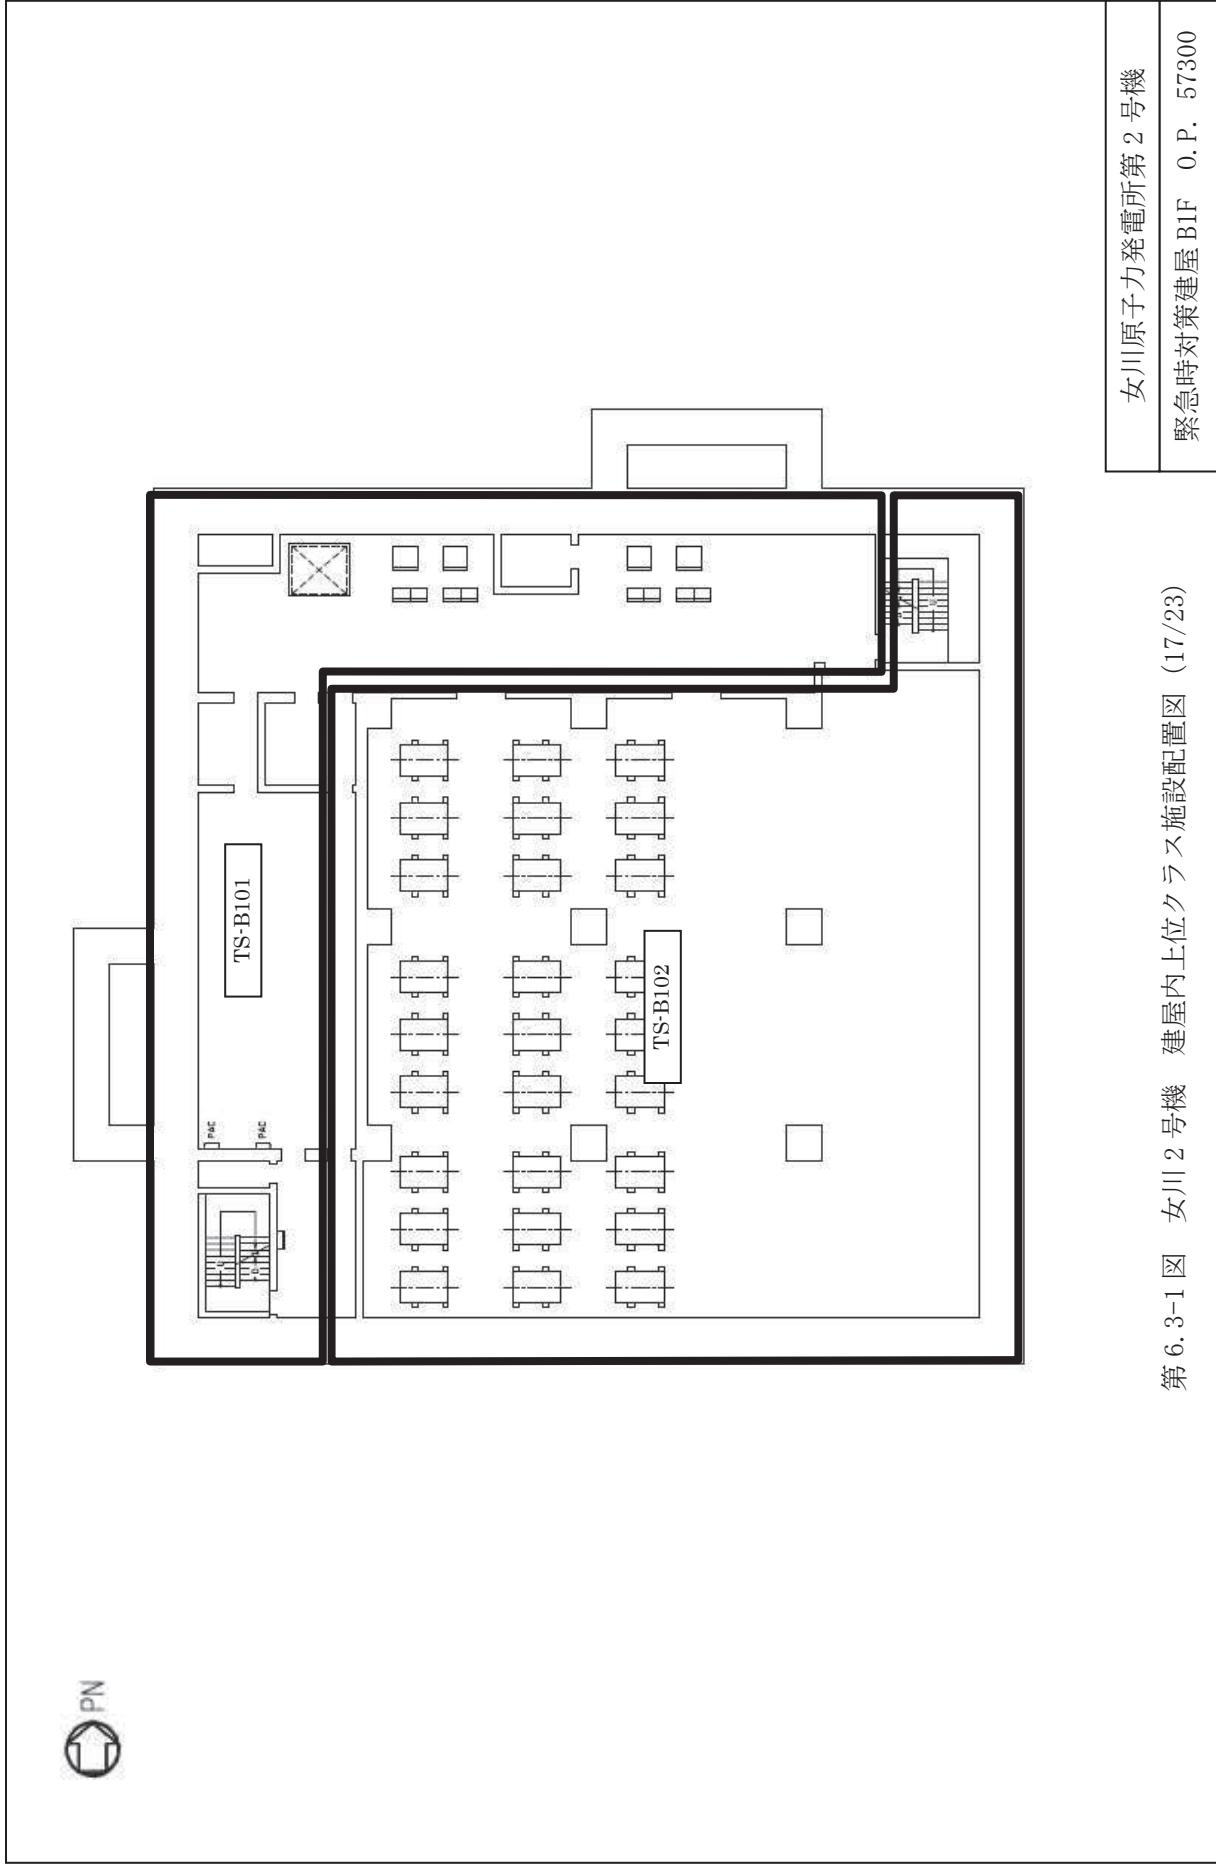 PN
PAC
PAC
TS-B101
TS-B102
女川原子力発電所第 2 号機
緊急時対策建屋 B1F O.P. 57300
第 6.3-1 図 女川 2 号機 建屋内上位クラス施設配置図 (17/23)